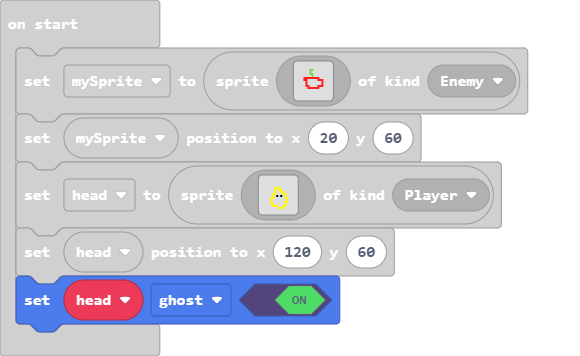 on start
set mySprite to sprite of kind Enemy
set mySprite position to x 20 y 60
set head to sprite of kind Player
set head position to x 120 y 60
set head ghost ON